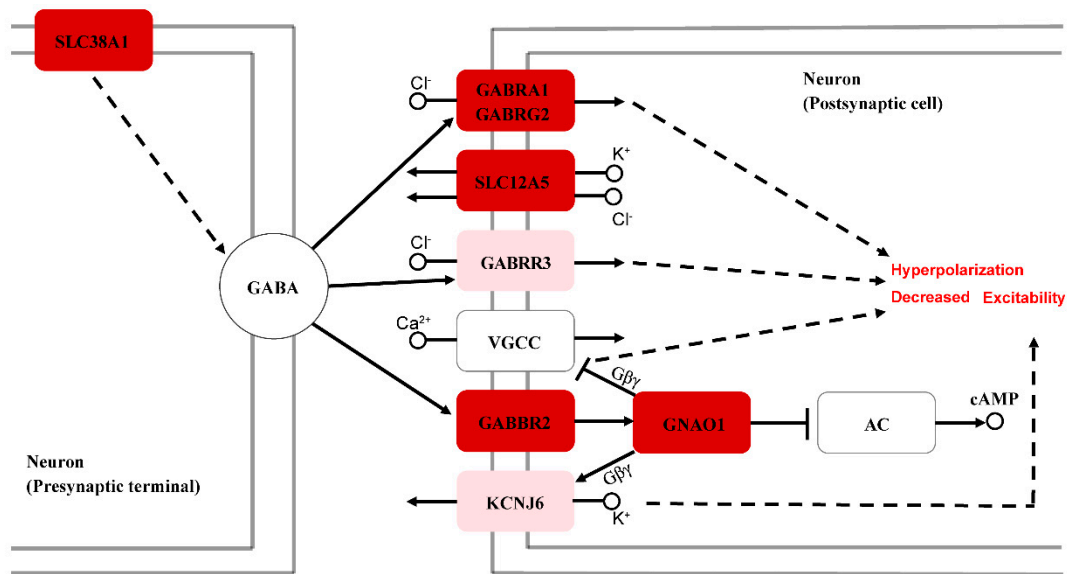 SLC38A1
Cl⁻
GABRA1
GABRG2
Neuron
(Postsynaptic cell)
K⁺
SLC12A5
Cl⁻
Cl⁻
GABRR3
GABA
Hyperpolarization
Decreased Excitability
Ca²⁺
VGCC
Gβγ
cAMP
GABBR2
GNAO1
AC
Neuron
(Presynaptic terminal)
Gβγ
KCNJ6
K⁺